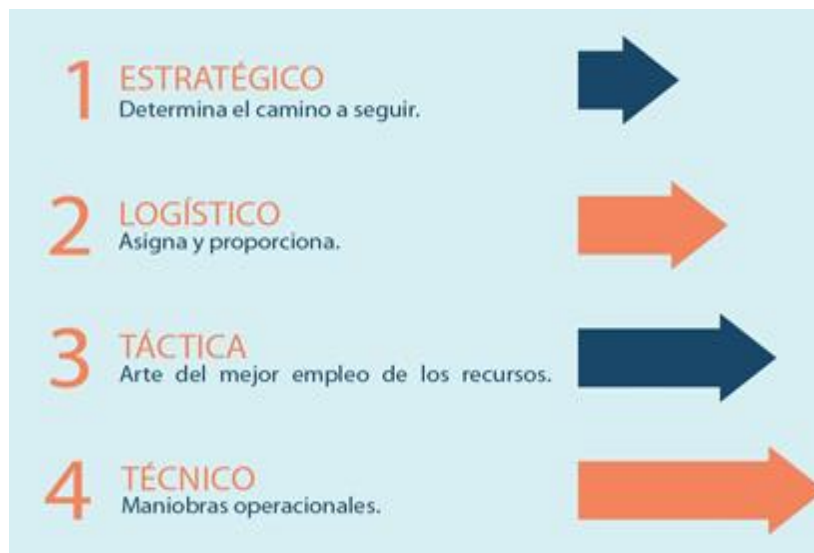 1 ESTRATÉGICO
Determina el camino a seguir.
2 LOGÍSTICO
Asigna y proporciona.
3 TÁCTICA
Arte del mejor empleo de los recursos.
4 TÉCNICO
Maniobras operacionales.